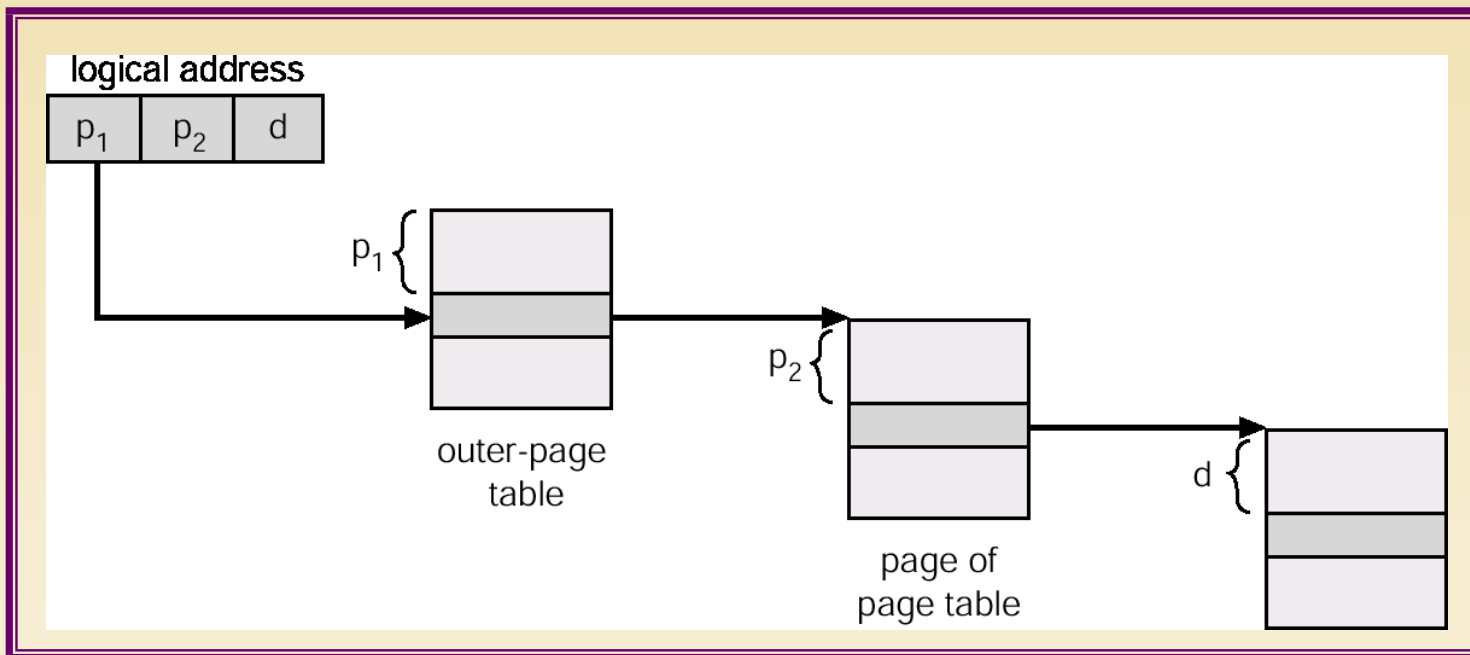 logical address
p₁ p₂ d
p₁
outer-page
table
p₂
page of
page table
d